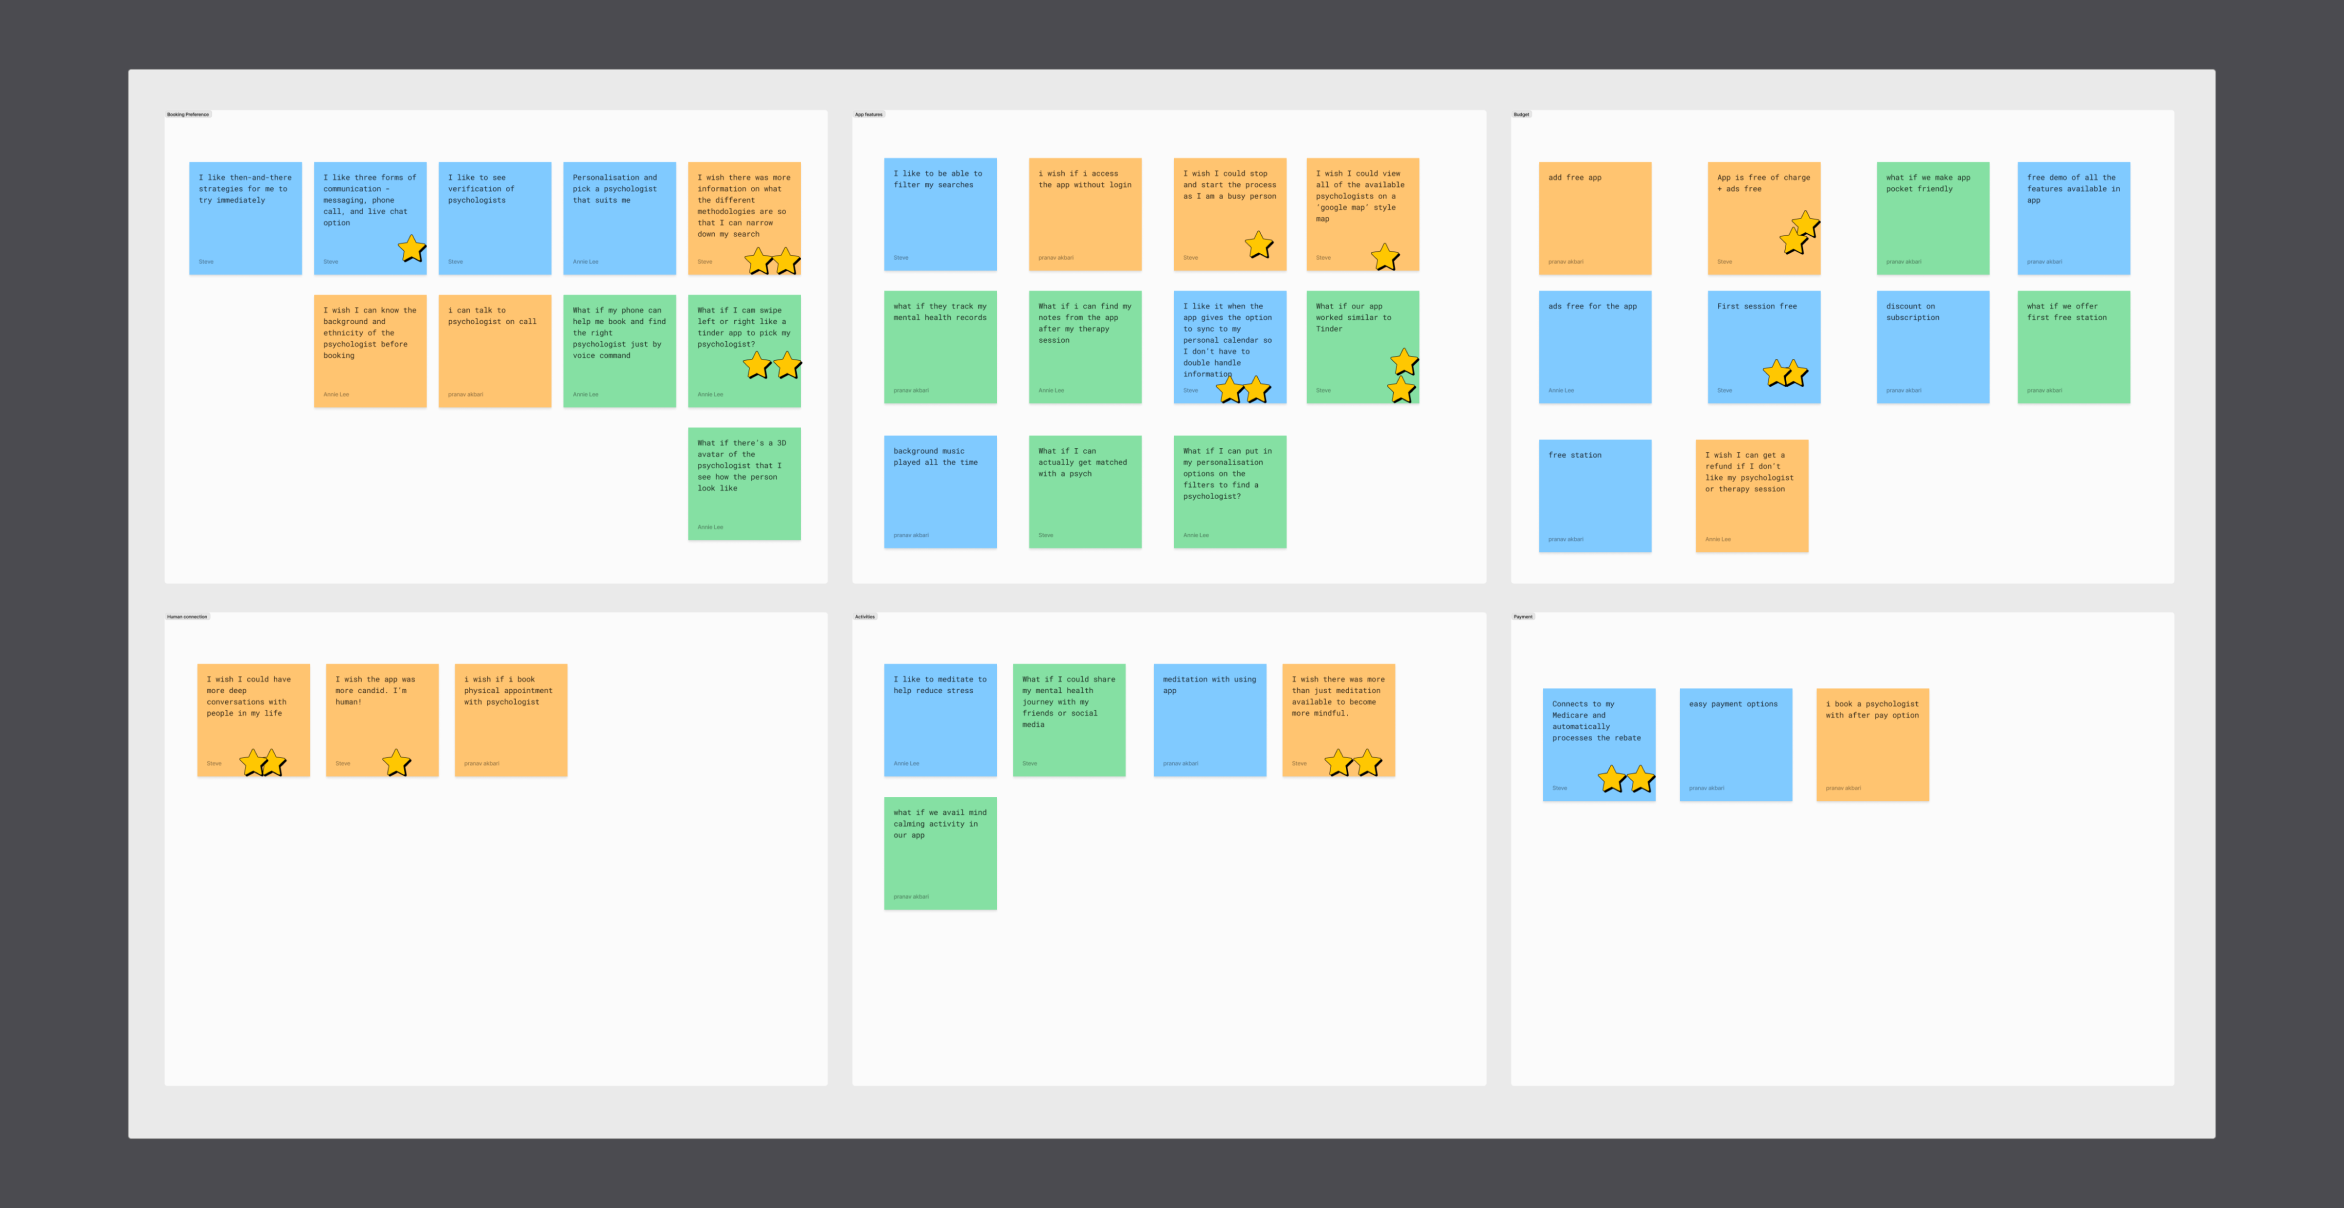 Booking Preference
I like then-and-there
strategies for me to
try immediately
Steve
I like three forms of
communication -
messaging, phone
call, and live chat
option
Steve
I like to see
verification of
psychologists
Steve
Personalisation and
pick a psychologist
that suits me
Annie Lee
I wish there was more
information on what
the different
methodologies are so
that I can narrow
down my search
Steve
I wish I can know the
background and
ethnicity of the
psychologist before
booking
Annie Lee
i can talk to
psychologist on call
pranav akbari
What if my phone can
help me book and find
the right
psychologist just by
voice command
Annie Lee
What if I cam swipe
left or right like a
tinder app to pick my
psychologist?
Annie Lee
What if there's a 3D
avatar of the
psychologist that I
see how the person
look like
Annie Lee
App features
I like to be able to
filter my searches
Steve
i wish if i access
the app without login
pranav akbari
I wish I could stop
and start the process
as I am a busy person
Steve
I wish I could view
all of the available
psychologists on a
'google map' style
map
Steve
what if they track my
mental health records
pranav akbari
What if i can find my
notes from the app
after my therapy
session
Annie Lee
I like it when the
app gives the option
to sync to my
personal calendar so
I don't have to
double handle
information
Steve
What if our app
worked similar to
Tinder
Steve
background music
played all the time
pranav akbari
What if I can
actually get matched
with a psych
Steve
What if I can put in
my personalisation
options on the
filters to find a
psychologist?
Annie Lee
Budget
add free app
pranav akbari
App is free of charge
+ ads free
Steve
what if we make app
pocket friendly
pranav akbari
free demo of all the
features available in
app
pranav akbari
ads free for the app
Annie Lee
First session free
Steve
discount on
subscription
pranav akbari
what if we offer
first free station
pranav akbari
free station
pranav akbari
I wish I can get a
refund if I don't
like my psychologist
or therapy session
Annie Lee
Human connection
I wish I could have
more deep
conversations with
people in my life
Steve
I wish the app was
more candid. I'm
human!
Steve
i wish if i book
physical appointment
with psychologist
pranav akbari
Activities
I like to meditate to
help reduce stress
Annie Lee
What if I could share
my mental health
journey with my
friends or social
media
Steve
meditation with using
app
pranav akbari
I wish there was more
than just meditation
available to become
more mindful.
Steve
what if we avail mind
calming activity in
our app
pranav akbari
Payment
Connects to my
Medicare and
automatically
processes the rebate
Steve
easy payment options
pranav akbari
i book a psychologist
with after pay option
pranav akbari